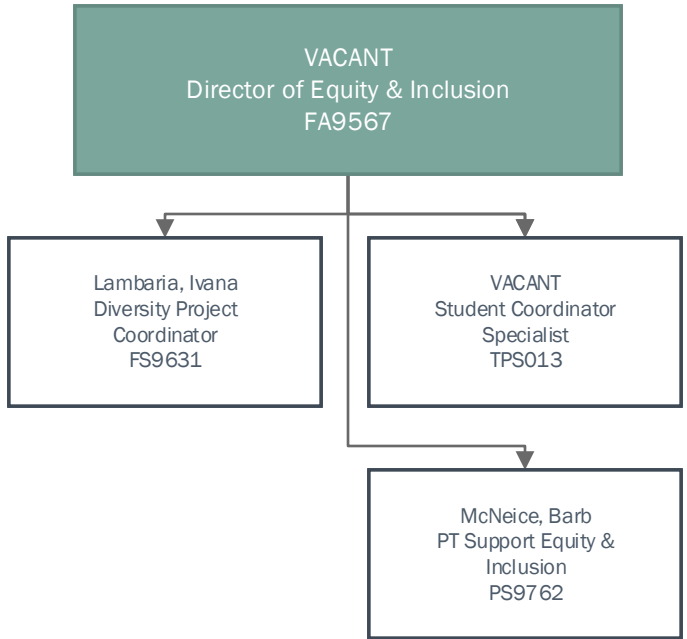 VACANT
Director of Equity & Inclusion
FA9567
Lambaria, Ivana
Diversity Project
Coordinator
FS9631
VACANT
Student Coordinator
Specialist
TPS013
McNeice, Barb
PT Support Equity &
Inclusion
PS9762